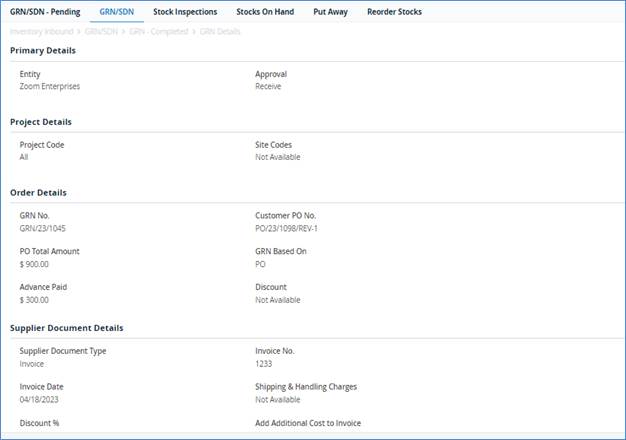 GRN/SDN - Pending GRN/SDN Stock Inspections Stocks On Hand Put Away Reorder Stocks
Inventory Inbound > GRN/SDN > GRN - Completed > GRN Details
Primary Details
Entity Approval
Zoom Enterprises Receive
Project Details
Project Code Site Codes
All Not Available
Order Details
GRN No. Customer PO No.
GRN/23/1045 PO/23/1098/REV-1
PO Total Amount GRN Based On
$ 900.00 PO
Advance Paid Discount
$ 300.00 Not Available
Supplier Document Details
Supplier Document Type Invoice No.
Invoice 1233
Invoice Date Shipping & Handling Charges
04/18/2023 Not Available
Discount % Add Additional Cost to Invoice